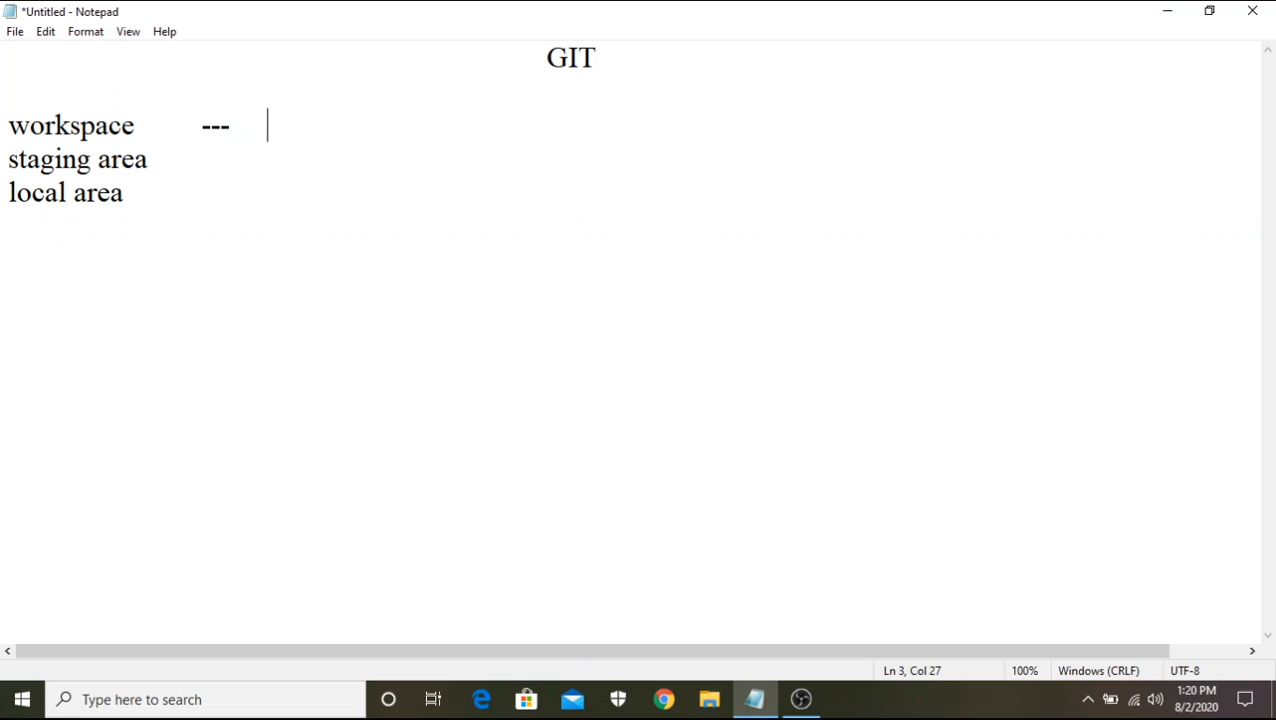 *Untitled - Notepad
File Edit Format View Help
GIT
workspace ---
staging area
local area
Ln 3, Col 27 100% Windows (CRLF) UTF-8
Type here to search
1:20 PM
8/2/2020